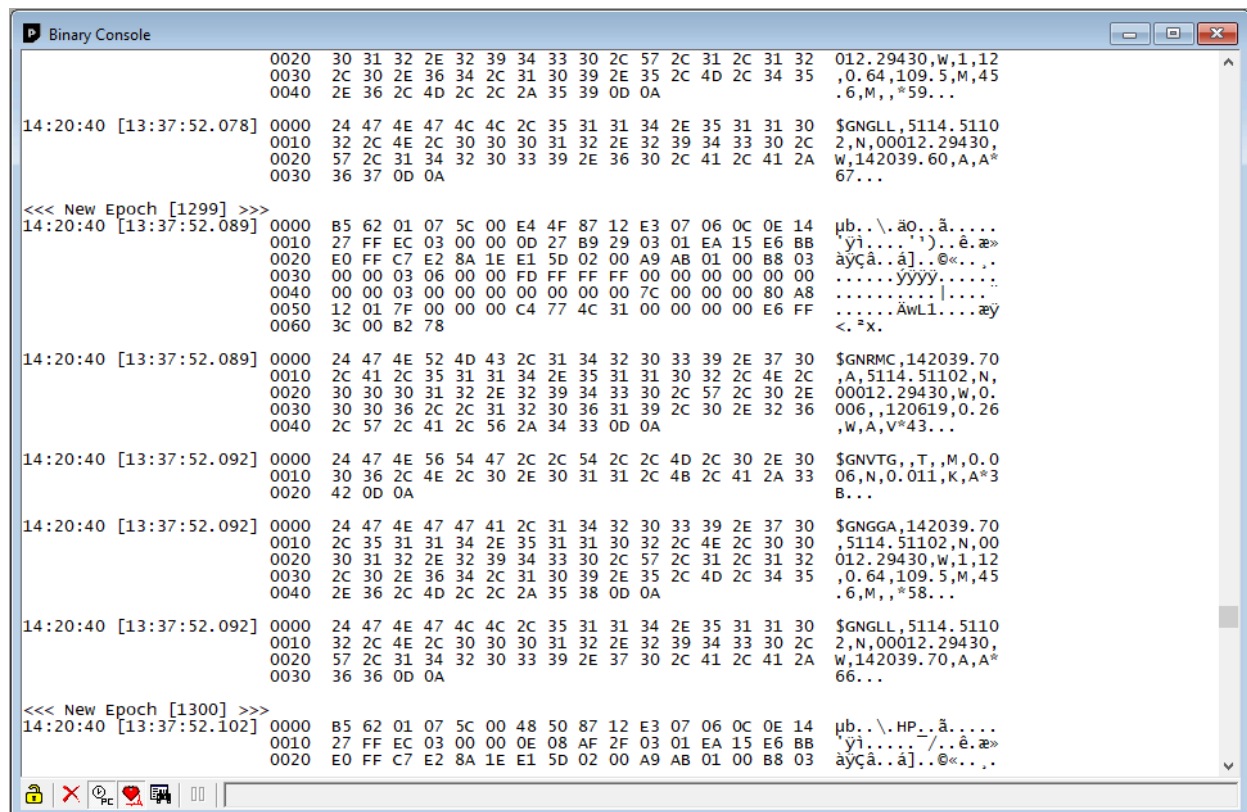 Binary Console
0020 30 31 32 2E 32 39 34 33 30 2C 57 2C 31 2C 31 32 012.29430,W,1,12
0030 2C 30 2E 36 34 2C 31 30 39 2E 35 2C 4D 2C 34 35 ,0.64,109.5,M,45
0040 2E 36 2C 4D 2C 2C 2A 35 39 0D 0A .6,M,,*59...
14:20:40 [13:37:52.078] 0000 24 47 4E 47 4C 4C 2C 35 31 31 34 2E 35 31 31 30 $GNGLL,5114.5110
0010 32 2C 4E 2C 30 30 30 31 32 2E 32 39 34 33 30 2C 2,N,00012.29430,
0020 57 2C 31 34 32 30 33 39 2E 36 30 2C 41 2C 41 2A W,142039.60,A,A*
0030 36 37 0D 0A 67...
<<< New Epoch [1299] >>>
14:20:40 [13:37:52.089] 0000 B5 62 01 07 5C 00 E4 4F 87 12 E3 07 06 0C 0E 14 µb..\.äO..ã.....
0010 27 FF EC 03 00 00 0D 27 B9 29 03 01 EA 15 E6 BB 'ÿì....'¹)..ê.æ»
0020 E0 FF C7 E2 8A 1E E1 5D 02 00 A9 AB 01 00 B8 03 àÿÇâ..á]..©«..¸.
0030 00 00 03 06 00 00 FD FF FF FF 00 00 00 00 00 00 ......ýÿÿÿ......
0040 00 00 03 00 00 00 00 00 00 00 7C 00 00 00 80 A8 ..........|....¨
0050 12 01 7F 00 00 00 C4 77 4C 31 00 00 00 00 E6 FF ......ÄwL1....æÿ
0060 3C 00 B2 78 <.²x.
14:20:40 [13:37:52.089] 0000 24 47 4E 52 4D 43 2C 31 34 32 30 33 39 2E 37 30 $GNRMC,142039.70
0010 2C 41 2C 35 31 31 34 2E 35 31 31 30 32 2C 4E 2C ,A,5114.51102,N,
0020 30 30 30 31 32 2E 32 39 34 33 30 2C 57 2C 30 2E 00012.29430,W,0.
0030 30 30 36 2C 2C 31 32 30 36 31 39 2C 30 2E 32 36 006,,120619,0.26
0040 2C 57 2C 41 2C 56 2A 34 33 0D 0A ,W,A,V*43...
14:20:40 [13:37:52.092] 0000 24 47 4E 56 54 47 2C 2C 54 2C 2C 4D 2C 30 2E 30 $GNVTG,,T,,M,0.0
0010 30 36 2C 4E 2C 30 2E 30 31 31 2C 4B 2C 41 2A 33 06,N,0.011,K,A*3
0020 42 0D 0A B...
14:20:40 [13:37:52.092] 0000 24 47 4E 47 47 41 2C 31 34 32 30 33 39 2E 37 30 $GNGGA,142039.70
0010 2C 35 31 31 34 2E 35 31 31 30 32 2C 4E 2C 30 30 ,5114.51102,N,00
0020 30 31 32 2E 32 39 34 33 30 2C 57 2C 31 2C 31 32 012.29430,W,1,12
0030 2C 30 2E 36 34 2C 31 30 39 2E 35 2C 4D 2C 34 35 ,0.64,109.5,M,45
0040 2E 36 2C 4D 2C 2C 2A 35 38 0D 0A .6,M,,*58...
14:20:40 [13:37:52.092] 0000 24 47 4E 47 4C 4C 2C 35 31 31 34 2E 35 31 31 30 $GNGLL,5114.5110
0010 32 2C 4E 2C 30 30 30 31 32 2E 32 39 34 33 30 2C 2,N,00012.29430,
0020 57 2C 31 34 32 30 33 39 2E 37 30 2C 41 2C 41 2A W,142039.70,A,A*
0030 36 36 0D 0A 66...
<<< New Epoch [1300] >>>
14:20:40 [13:37:52.102] 0000 B5 62 01 07 5C 00 48 50 87 12 E3 07 06 0C 0E 14 µb..\.HP..ã.....
0010 27 FF EC 03 00 00 0E 08 AF 2F 03 01 EA 15 E6 BB 'ÿì.....¯/..ê.æ»
0020 E0 FF C7 E2 8A 1E E1 5D 02 00 A9 AB 01 00 B8 03 àÿÇâ..á]..©«..¸.
PC